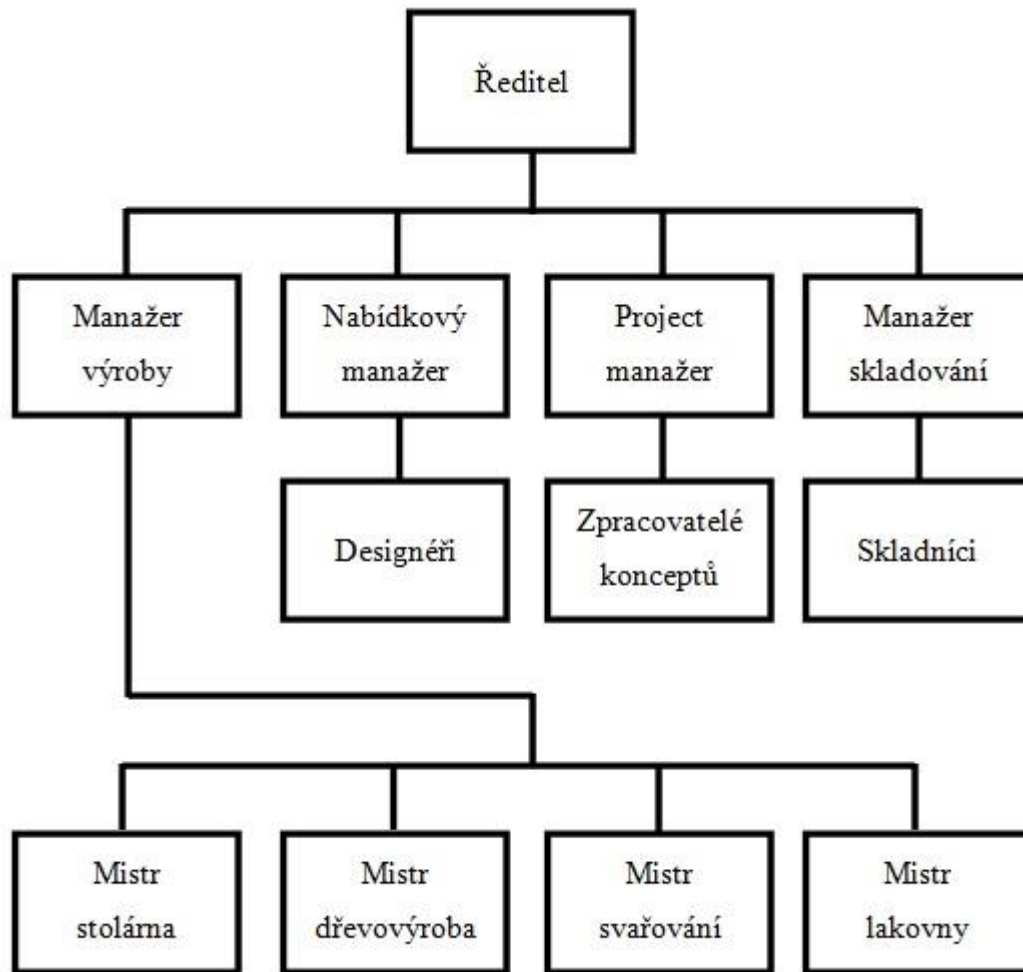 Ředitel
Manažer
výroby
Nabídkový
manažer
Project
manažer
Manažer
skladování
Designéři
Zpracovatelé
konceptů
Skladníci
Mistr
stolárna
Mistr
dřevovýroba
Mistr
svařování
Mistr
lakovny